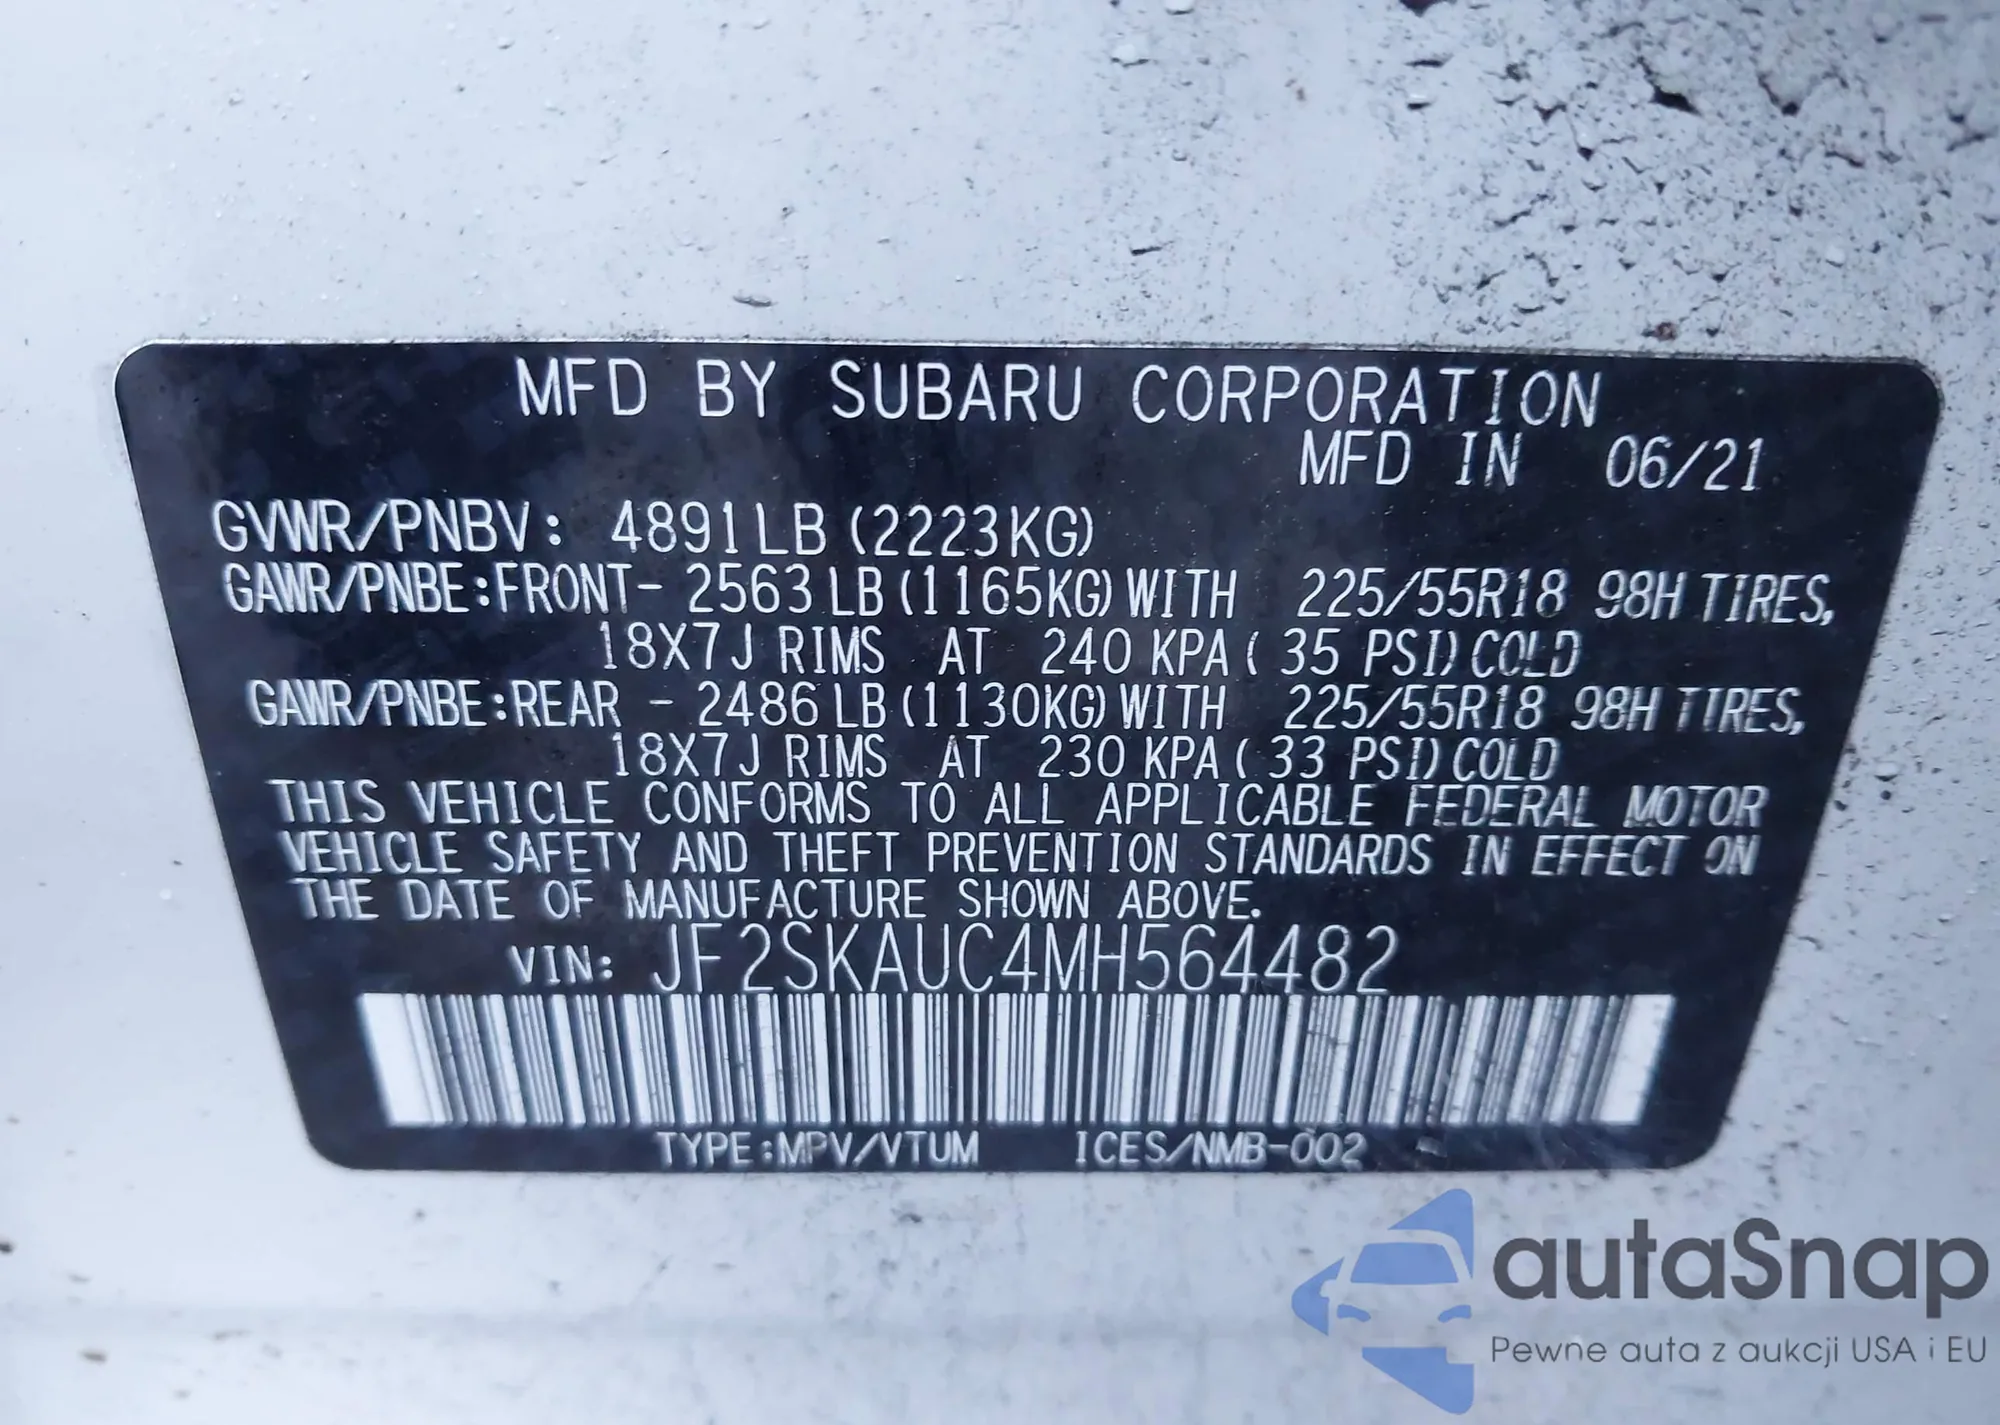 MFD BY SUBARU CORPORATION
MFD IN 06/21
GVWR/PNBV: 4891LB (2223KG)
GAWR/PNBE:FRONT- 2563LB (1165KG) WITH 225/55R18 98H TIRES,
18X7J RIMS AT 240 KPA ( 35 PSI) COLD
GAWR/PNBE:REAR - 2486LB (1130KG) WITH 225/55R18 98H TIRES,
18X7J RIMS AT 230 KPA ( 33 PSI) COLD
THIS VEHICLE CONFORMS TO ALL APPLICABLE FEDERAL MOTOR
VEHICLE SAFETY AND THEFT PREVENTION STANDARDS IN EFFECT ON
THE DATE OF MANUFACTURE SHOWN ABOVE.
VIN: JF2SKAUC4MH564482
TYPE:MPV/VTUM ICES/NMB-002
autaSnap
Pewne auta z aukcji USA i EU